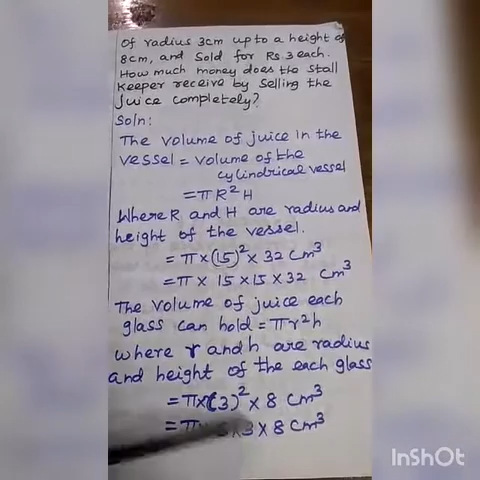 Of radius 3cm up to a height of
8cm, and Sold for Rs 3 each.
How much money does the Stall
Keeper receive by Selling the
Juice completely?
Soln:
The volume of juice in the
vessel = volume of the
cylindrical vessel
= πR²H
Where R and H are radius and
height of the vessel.
= π × (15)² × 32 cm³
= π × 15 × 15 × 32 cm³
The volume of juice each
glass can hold = πr²h
where r and h are radius
and height of the each glass
= π×(3)² × 8 cm³
= π× 3 × 3 × 8 cm³
InShOt